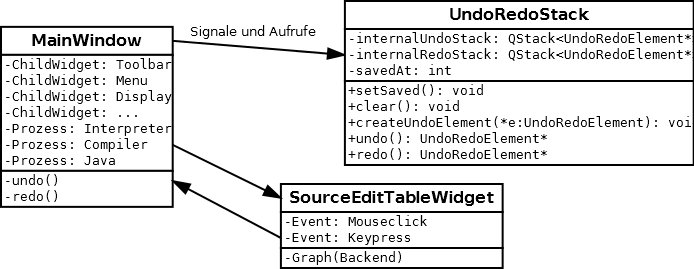 MainWindow
-ChildWidget: Toolbar
-ChildWidget: Menu
-ChildWidget: Display
-ChildWidget: ...
-Prozess: Interpreter
-Prozess: Compiler
-Prozess: Java
-undo()
-redo()
Signale und Aufrufe
UndoRedoStack
-internalUndoStack: QStack<UndoRedoElement*
-internalRedoStack: QStack<UndoRedoElement*
-savedAt: int
+setSaved(): void
+clear(): void
+createUndoElement(*e:UndoRedoElement): voi
+undo(): UndoRedoElement*
+redo(): UndoRedoElement*
SourceEditTableWidget
-Event: Mouseclick
-Event: Keypress
-Graph(Backend)